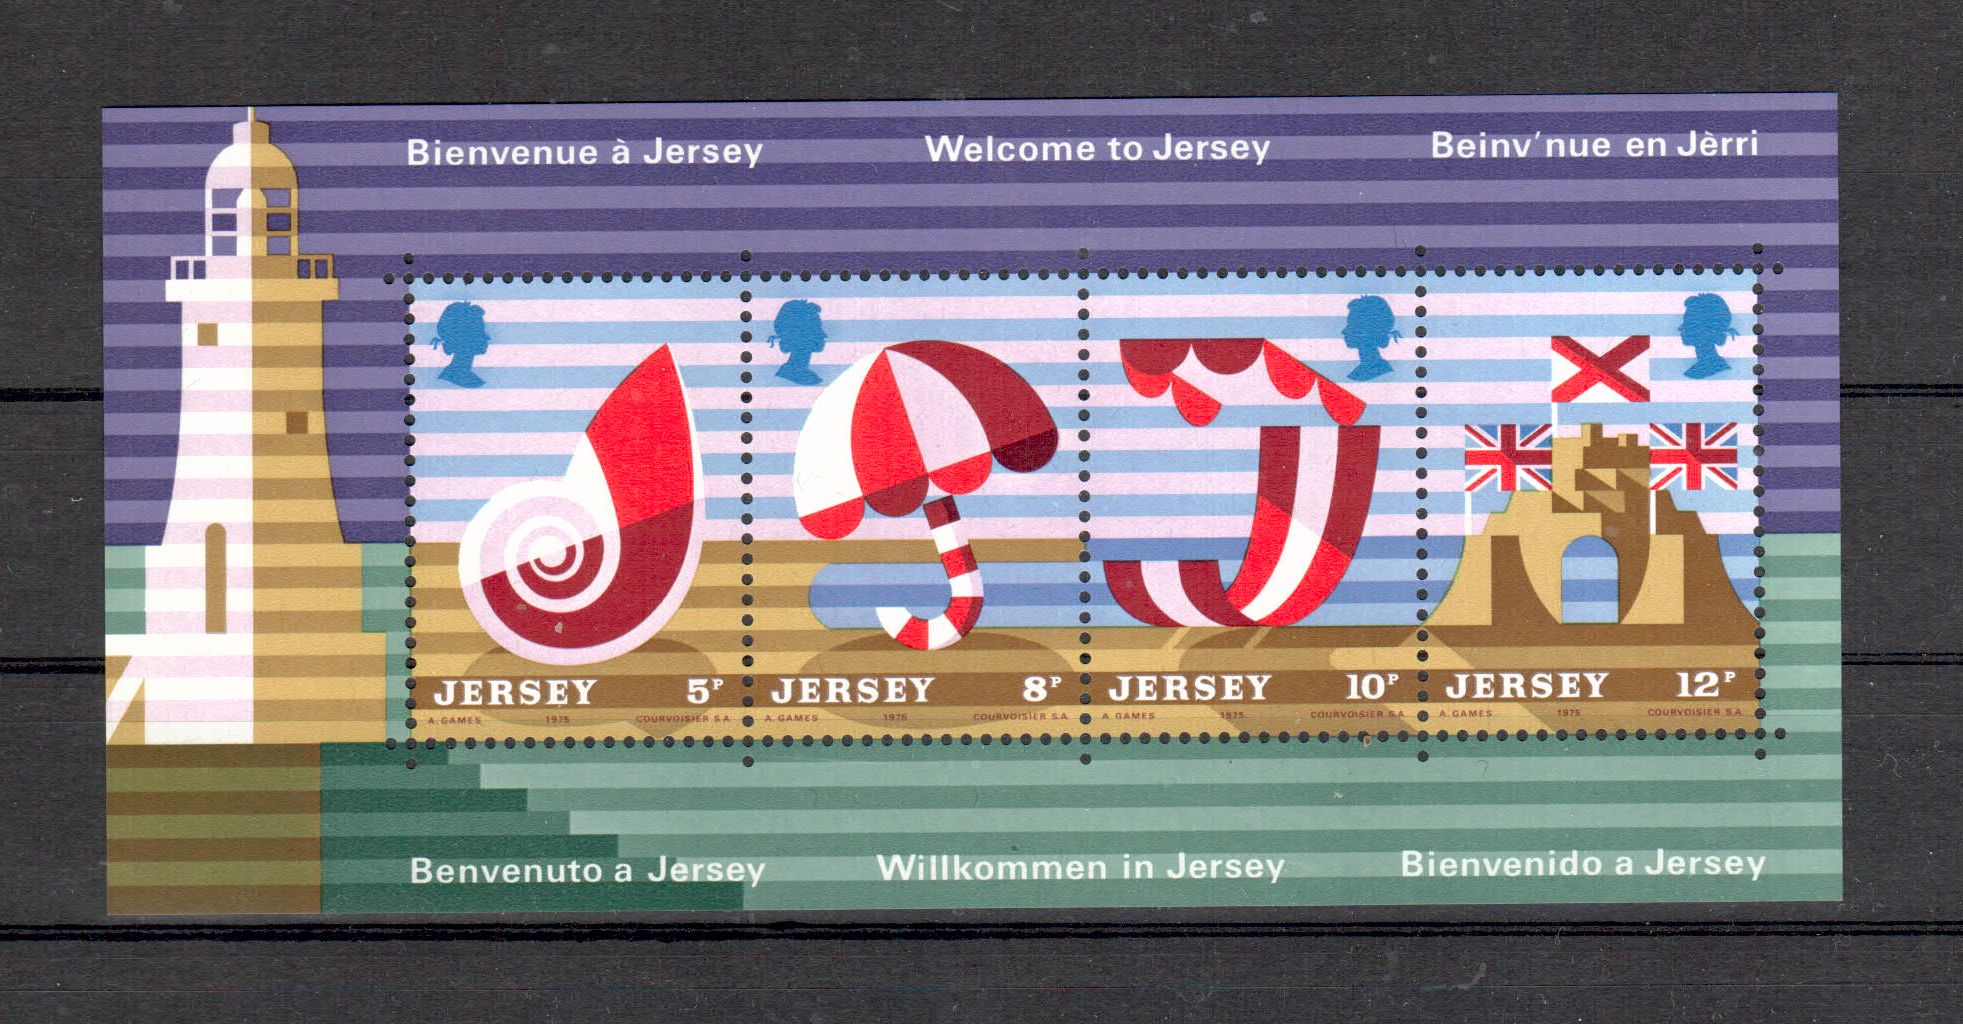 Bienvenue à Jersey
Welcome to Jersey
Beinv'nue en Jèrri
JERSEY 5P
A. GAMES 1975 COURVOISIER S.A.
JERSEY 8P
A. GAMES 1975 COURVOISIER S.A.
JERSEY 10P
A. GAMES 1975 COURVOISIER S.A.
JERSEY 12P
A. GAMES 1975 COURVOISIER S.A.
Benvenuto a Jersey
Willkommen in Jersey
Bienvenido a Jersey